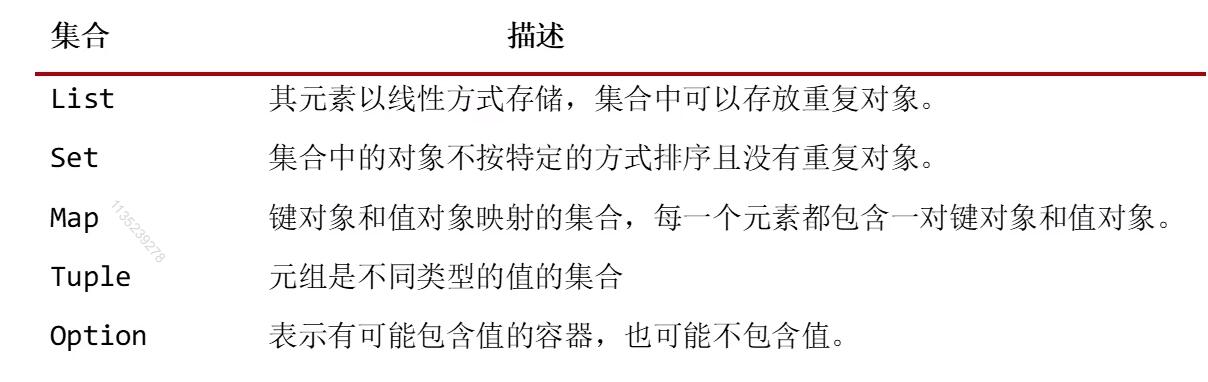 集合 描述
List 其元素以线性方式存储，集合中可以存放重复对象。
Set 集合中的对象不按特定的方式排序且没有重复对象。
Map 键对象和值对象映射的集合，每一个元素都包含一对键对象和值对象。
1135239278
Tuple 元组是不同类型的值的集合
Option 表示有可能包含值的容器，也可能不包含值。